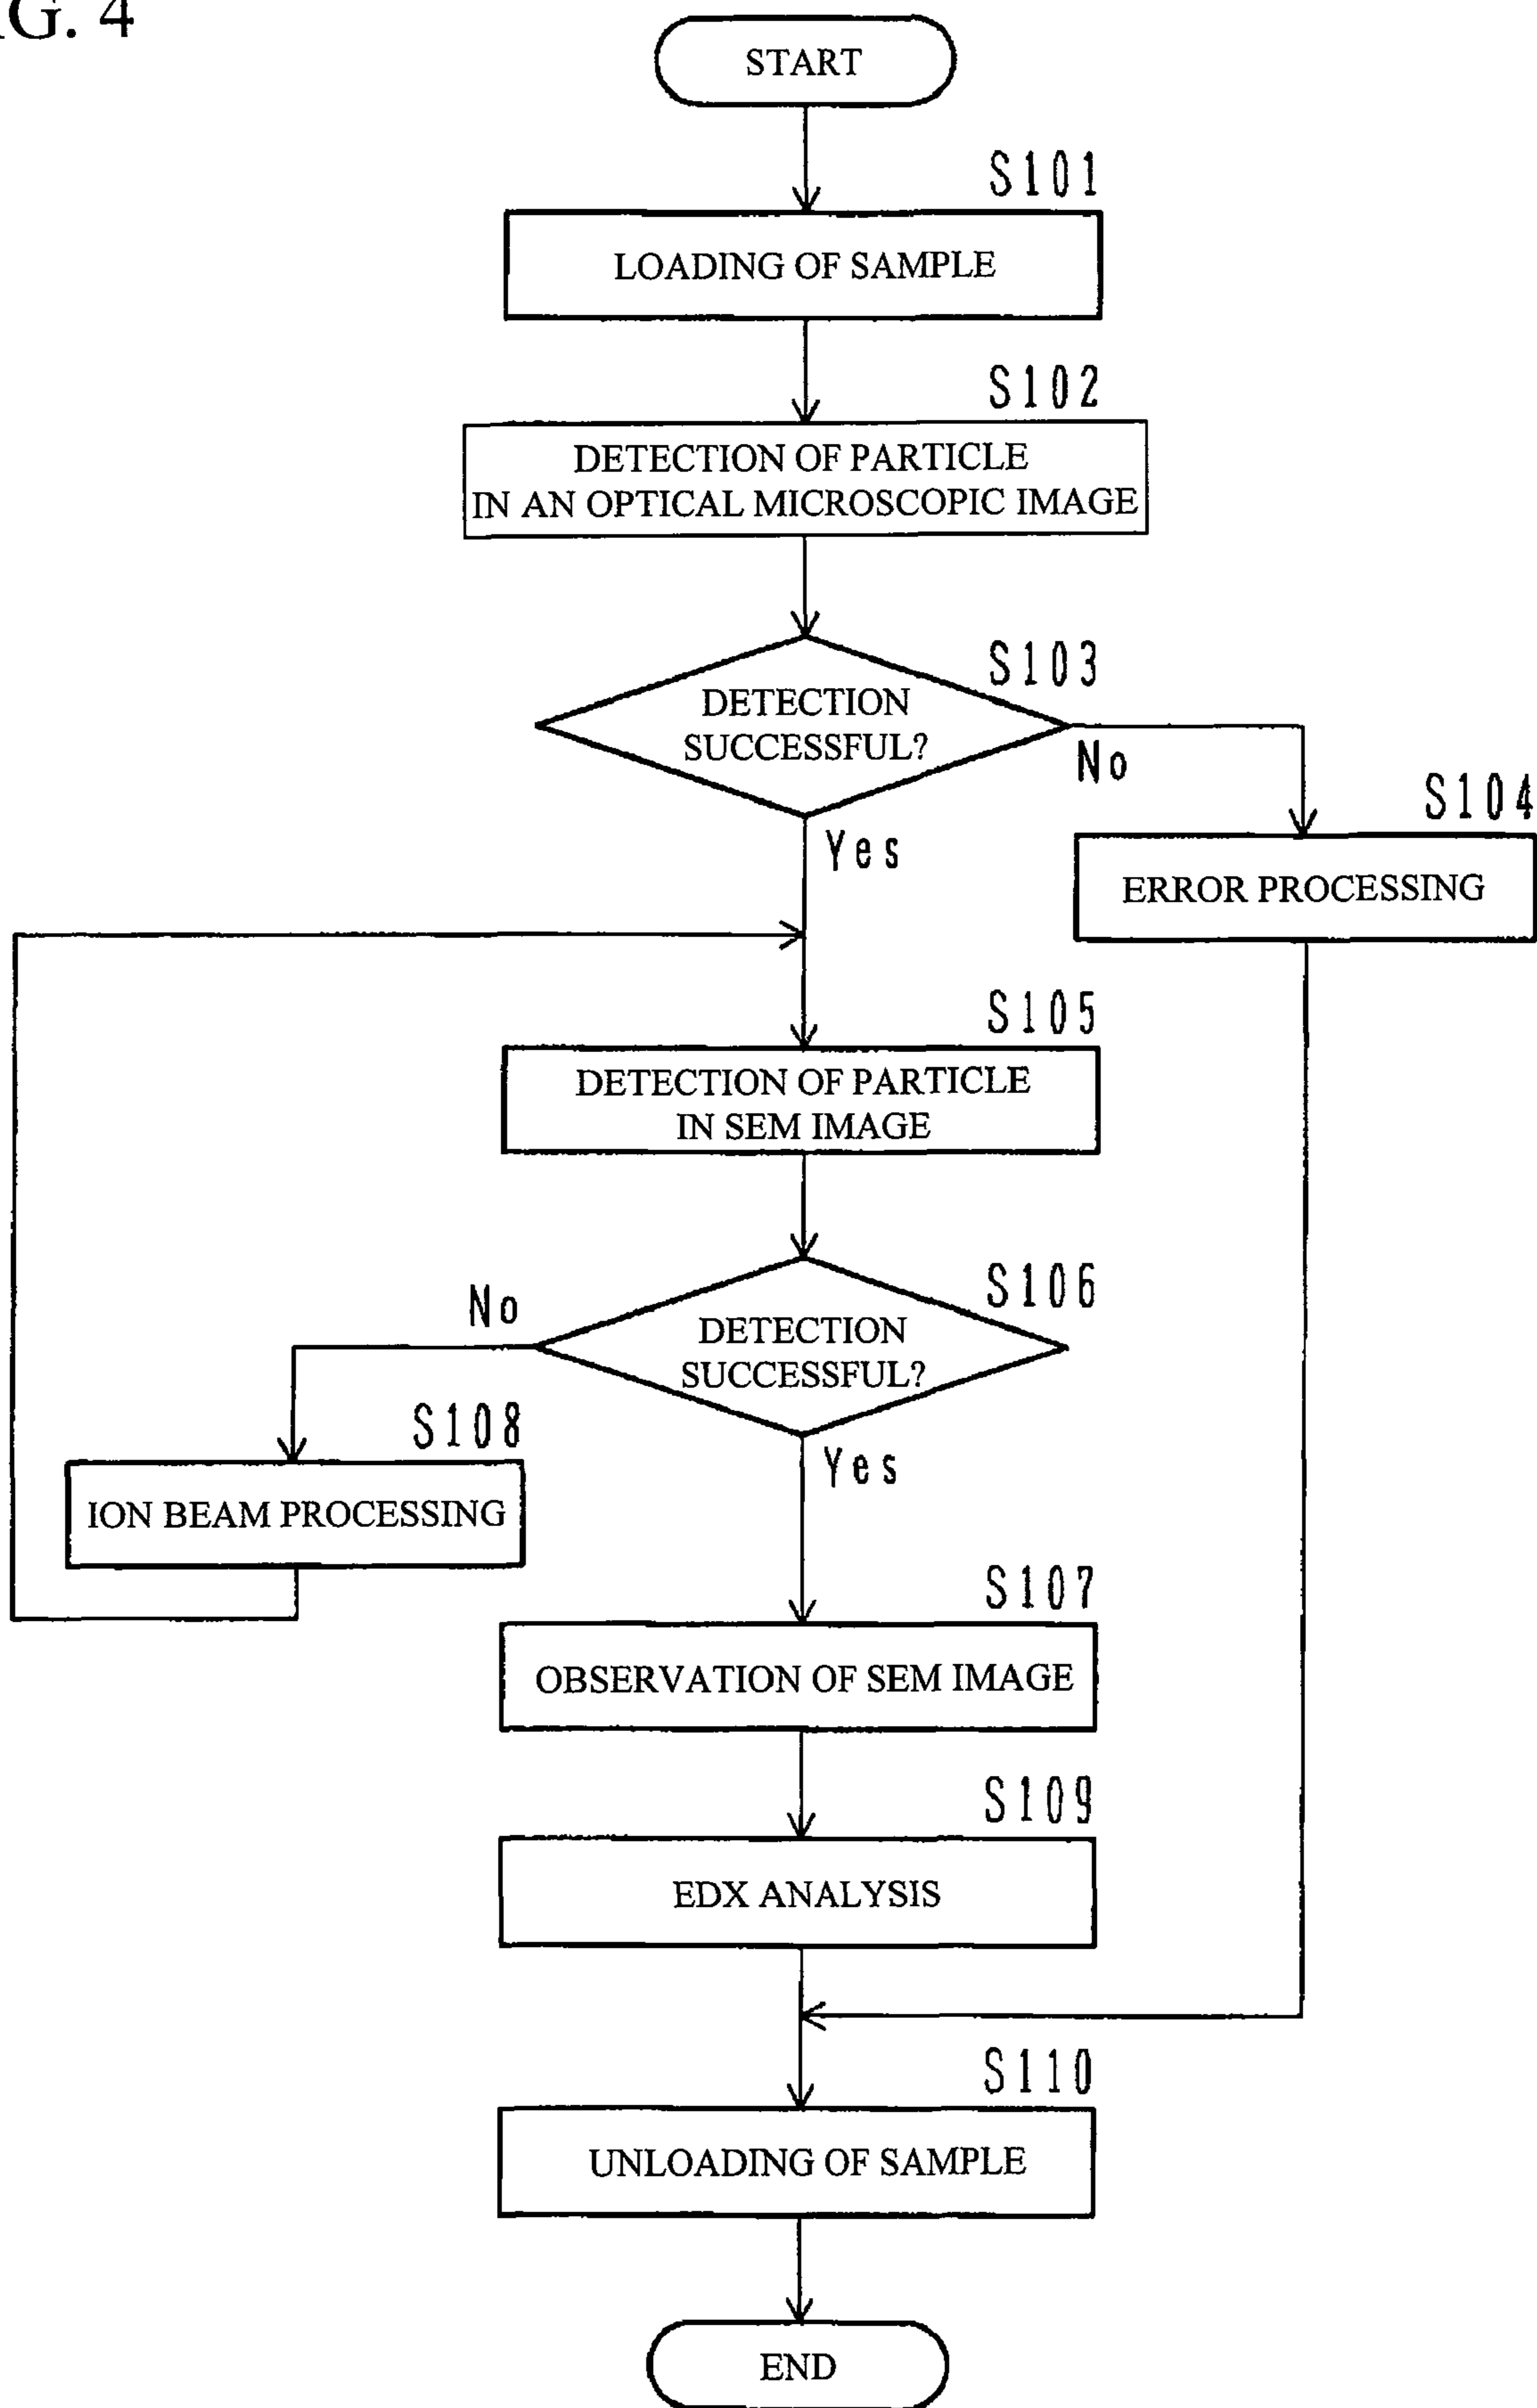 G. 4
START
S101
LOADING OF SAMPLE
S102
DETECTION OF PARTICLE
IN AN OPTICAL MICROSCOPIC IMAGE
S103
DETECTION
SUCCESSFUL?
No
Yes
S104
ERROR PROCESSING
S105
DETECTION OF PARTICLE
IN SEM IMAGE
S106
DETECTION
SUCCESSFUL?
No
Yes
S108
ION BEAM PROCESSING
S107
OBSERVATION OF SEM IMAGE
S109
EDX ANALYSIS
S110
UNLOADING OF SAMPLE
END